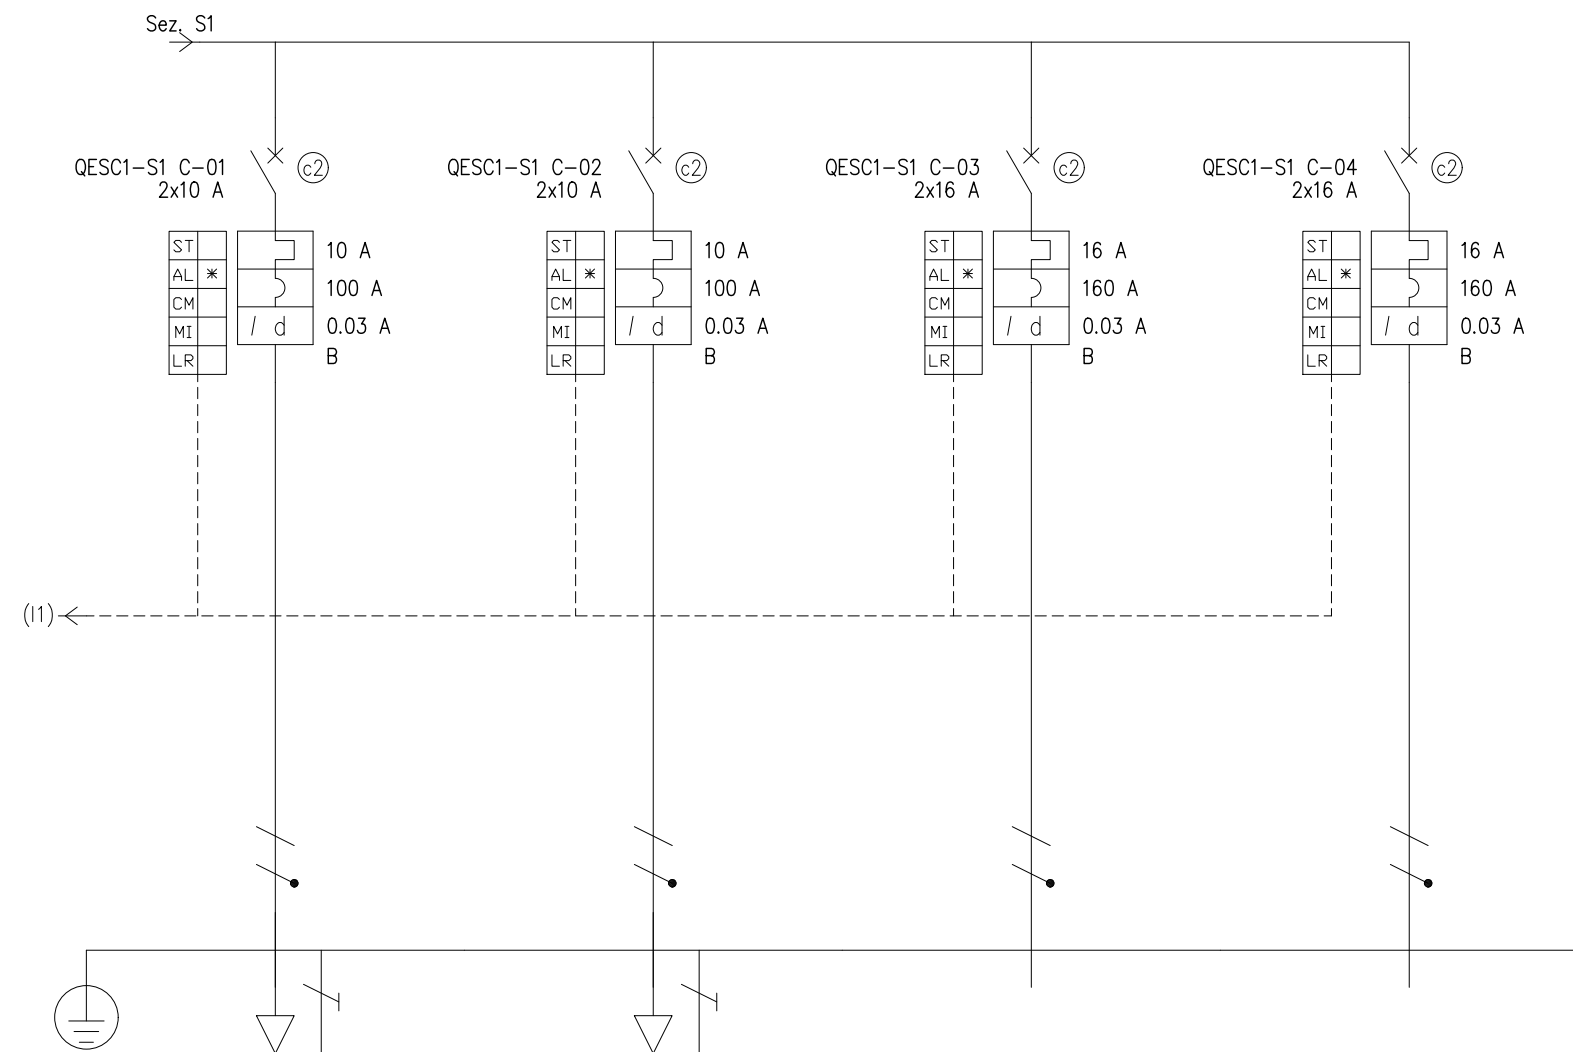 Sez. S1
QESC1-S1 C-01
2x10 A
c2
ST
AL *
CM
MI
LR
10 A
100 A
I d
0.03 A
B
QESC1-S1 C-02
2x10 A
c2
ST
AL *
CM
MI
LR
10 A
100 A
I d
0.03 A
B
QESC1-S1 C-03
2x16 A
c2
ST
AL *
CM
MI
LR
16 A
160 A
I d
0.03 A
B
QESC1-S1 C-04
2x16 A
c2
ST
AL *
CM
MI
LR
16 A
160 A
I d
0.03 A
B
(I1)